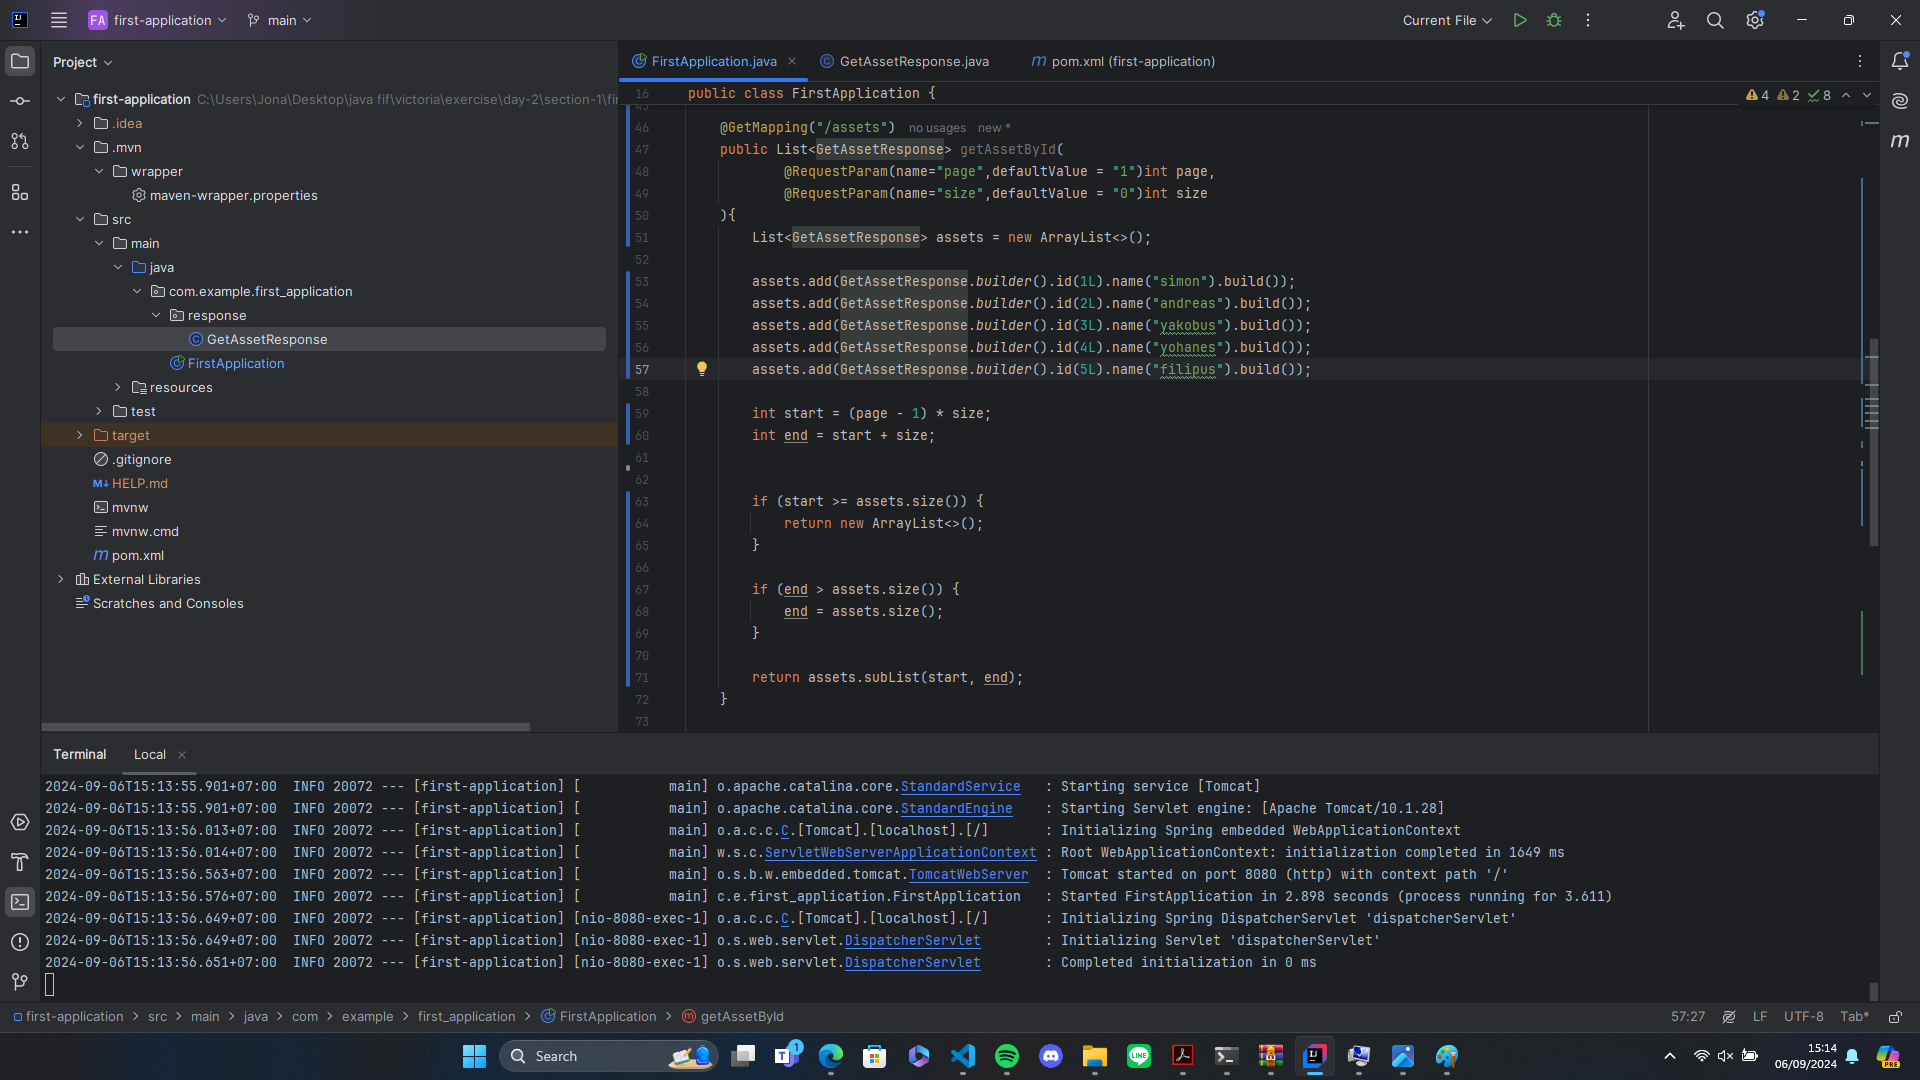 FA first-application
main
Current File
Project
first-application C:\Users\Jona\Desktop\java fif\victoria\exercise\day-2\section-1\fir
.idea
.mvn
wrapper
maven-wrapper.properties
src
main
java
com.example.first_application
response
GetAssetResponse
FirstApplication
resources
test
target
.gitignore
M↓ HELP.md
mvnw
mvnw.cmd
m pom.xml
External Libraries
Scratches and Consoles
FirstApplication.java
GetAssetResponse.java
m pom.xml (first-application)
4 2 8
16 public class FirstApplication {
45
46 @GetMapping("/assets") no usages new *
47 public List<GetAssetResponse> getAssetById(
48 @RequestParam(name="page",defaultValue = "1")int page,
49 @RequestParam(name="size",defaultValue = "0")int size
50 ){
51 List<GetAssetResponse> assets = new ArrayList<>();
52
53 assets.add(GetAssetResponse.builder().id(1L).name("simon").build());
54 assets.add(GetAssetResponse.builder().id(2L).name("andreas").build());
55 assets.add(GetAssetResponse.builder().id(3L).name("yakobus").build());
56 assets.add(GetAssetResponse.builder().id(4L).name("yohanes").build());
57 assets.add(GetAssetResponse.builder().id(5L).name("filipus").build());
58
59 int start = (page - 1) * size;
60 int end = start + size;
61
62
63 if (start >= assets.size()) {
64 return new ArrayList<>();
65 }
66
67 if (end > assets.size()) {
68 end = assets.size();
69 }
70
71 return assets.subList(start, end);
72 }
73
Terminal Local
2024-09-06T15:13:55.901+07:00 INFO 20072 --- [first-application] [ main] o.apache.catalina.core.StandardService : Starting service [Tomcat]
2024-09-06T15:13:55.901+07:00 INFO 20072 --- [first-application] [ main] o.apache.catalina.core.StandardEngine : Starting Servlet engine: [Apache Tomcat/10.1.28]
2024-09-06T15:13:56.013+07:00 INFO 20072 --- [first-application] [ main] o.a.c.c.C.[Tomcat].[localhost].[/] : Initializing Spring embedded WebApplicationContext
2024-09-06T15:13:56.014+07:00 INFO 20072 --- [first-application] [ main] w.s.c.ServletWebServerApplicationContext : Root WebApplicationContext: initialization completed in 1649 ms
2024-09-06T15:13:56.563+07:00 INFO 20072 --- [first-application] [ main] o.s.b.w.embedded.tomcat.TomcatWebServer : Tomcat started on port 8080 (http) with context path '/'
2024-09-06T15:13:56.576+07:00 INFO 20072 --- [first-application] [ main] c.e.first_application.FirstApplication : Started FirstApplication in 2.898 seconds (process running for 3.611)
2024-09-06T15:13:56.649+07:00 INFO 20072 --- [first-application] [nio-8080-exec-1] o.a.c.c.C.[Tomcat].[localhost].[/] : Initializing Spring DispatcherServlet 'dispatcherServlet'
2024-09-06T15:13:56.649+07:00 INFO 20072 --- [first-application] [nio-8080-exec-1] o.s.web.servlet.DispatcherServlet : Initializing Servlet 'dispatcherServlet'
2024-09-06T15:13:56.651+07:00 INFO 20072 --- [first-application] [nio-8080-exec-1] o.s.web.servlet.DispatcherServlet : Completed initialization in 0 ms
first-application > src > main > java > com > example > first_application > FirstApplication > getAssetById
57:27 LF UTF-8 Tab*
Search
15:14
06/09/2024